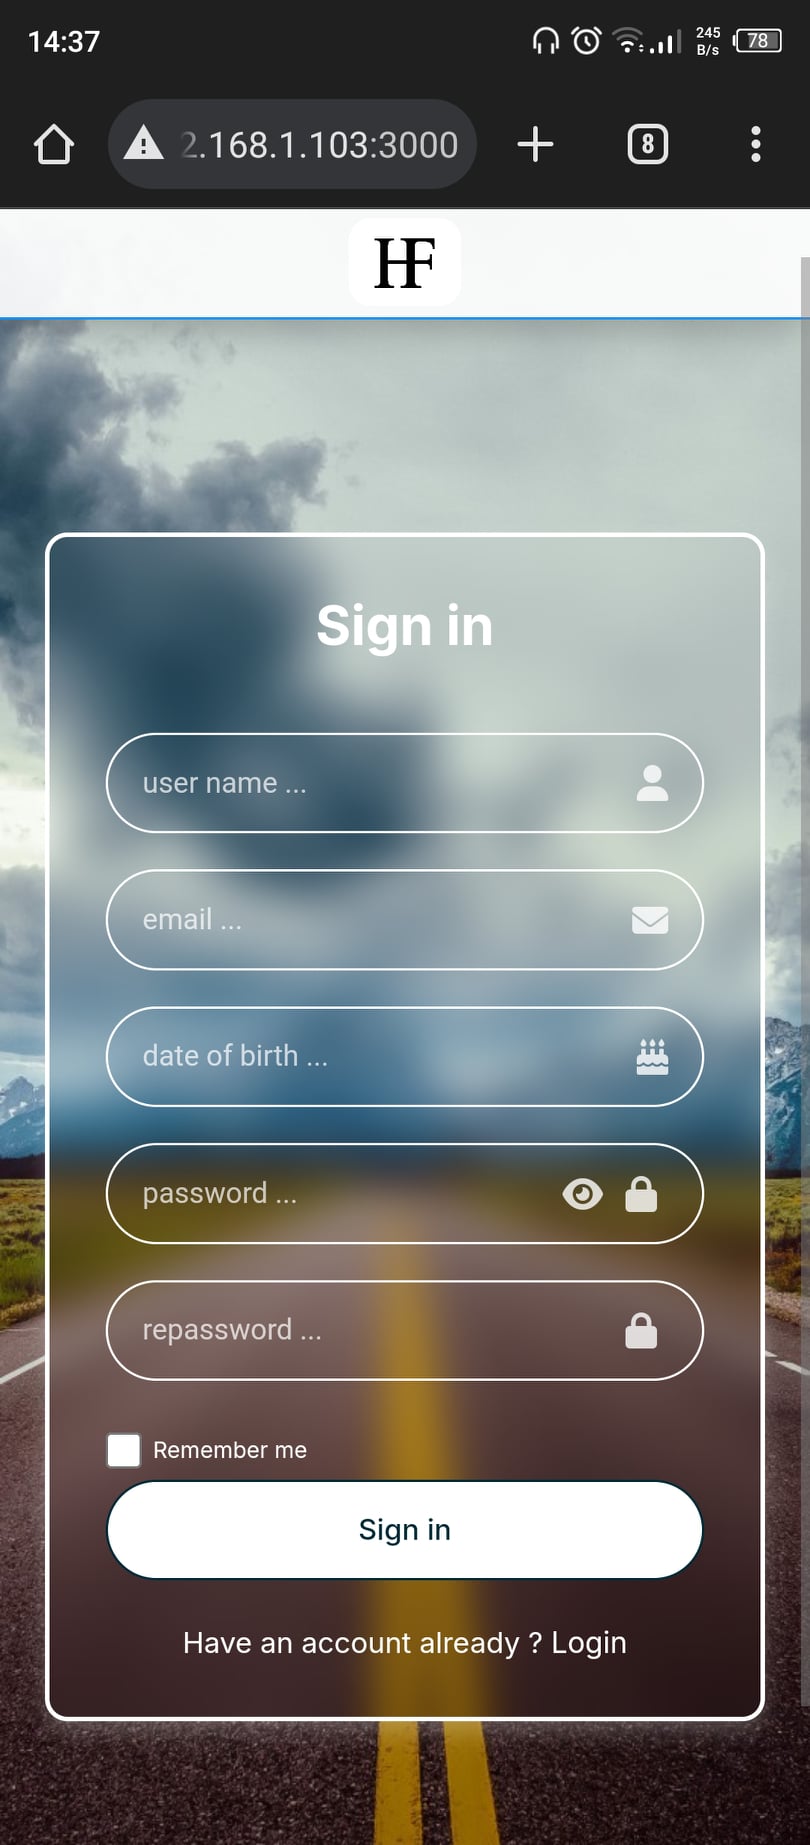 14:37
245
B/s
78
2.168.1.103:3000
8
HF
Sign in
user name ...
email ...
date of birth ...
password ...
repassword ...
Remember me
Sign in
Have an account already ? Login